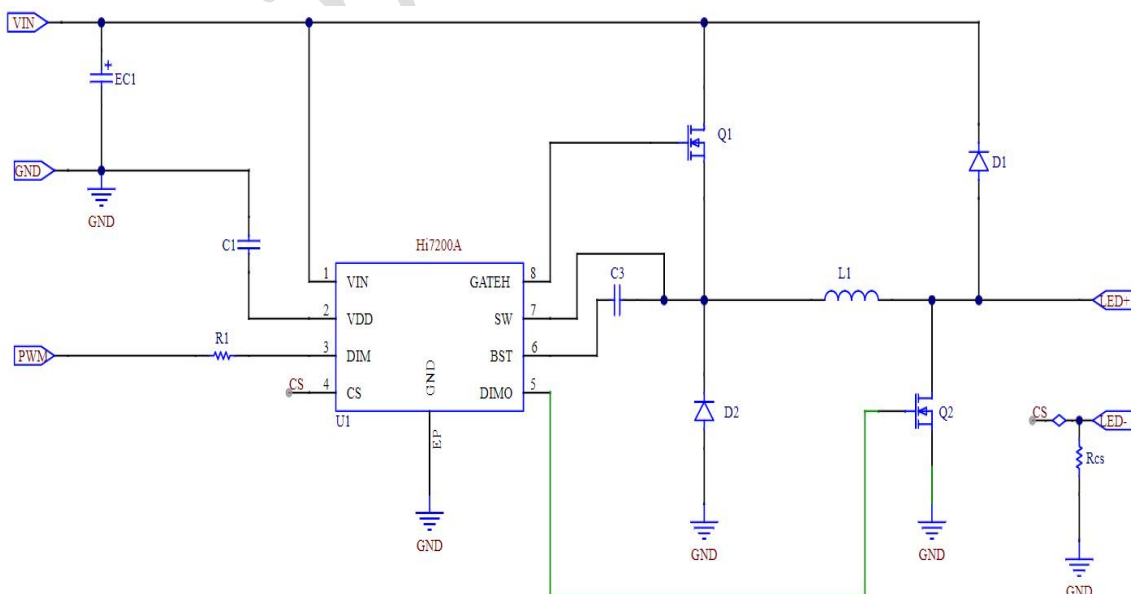 VIN
EC1
+
Q1
D1
GND
GND
C1
Hi7200A
1 VIN GATEH 8
2 VDD SW 7
3 DIM BST 6
4 CS DIMO 5
GND
EP
U1
PWM
R1
CS
C3
L1
LED+
D2
Q2
CS
LED-
Rcs
GND
GND
GND
GND